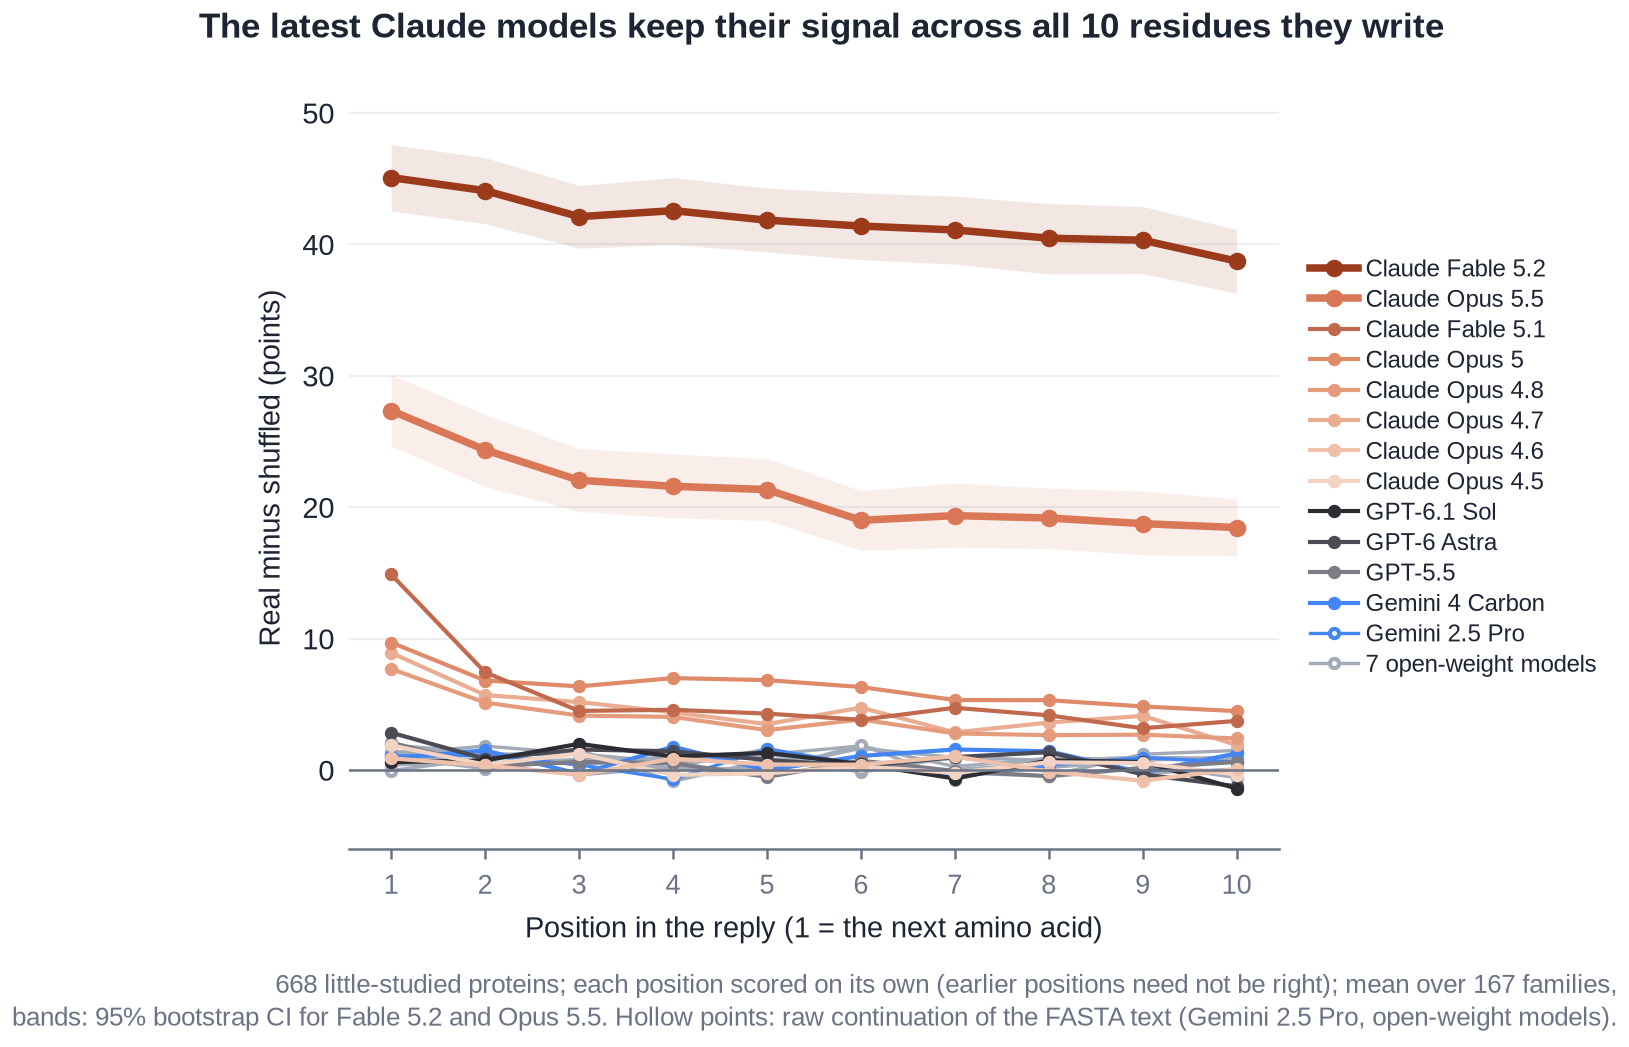 The latest Claude models keep their signal across all 10 residues they write
50
40
30
20
10
0
Real minus shuffled (points)
1 2 3 4 5 6 7 8 9 10
Position in the reply (1 = the next amino acid)
Claude Fable 5.2
Claude Opus 5.5
Claude Fable 5.1
Claude Opus 5
Claude Opus 4.8
Claude Opus 4.7
Claude Opus 4.6
Claude Opus 4.5
GPT-6.1 Sol
GPT-6 Astra
GPT-5.5
Gemini 4 Carbon
Gemini 2.5 Pro
7 open-weight models
668 little-studied proteins; each position scored on its own (earlier positions need not be right); mean over 167 families,
bands: 95% bootstrap CI for Fable 5.2 and Opus 5.5. Hollow points: raw continuation of the FASTA text (Gemini 2.5 Pro, open-weight models).